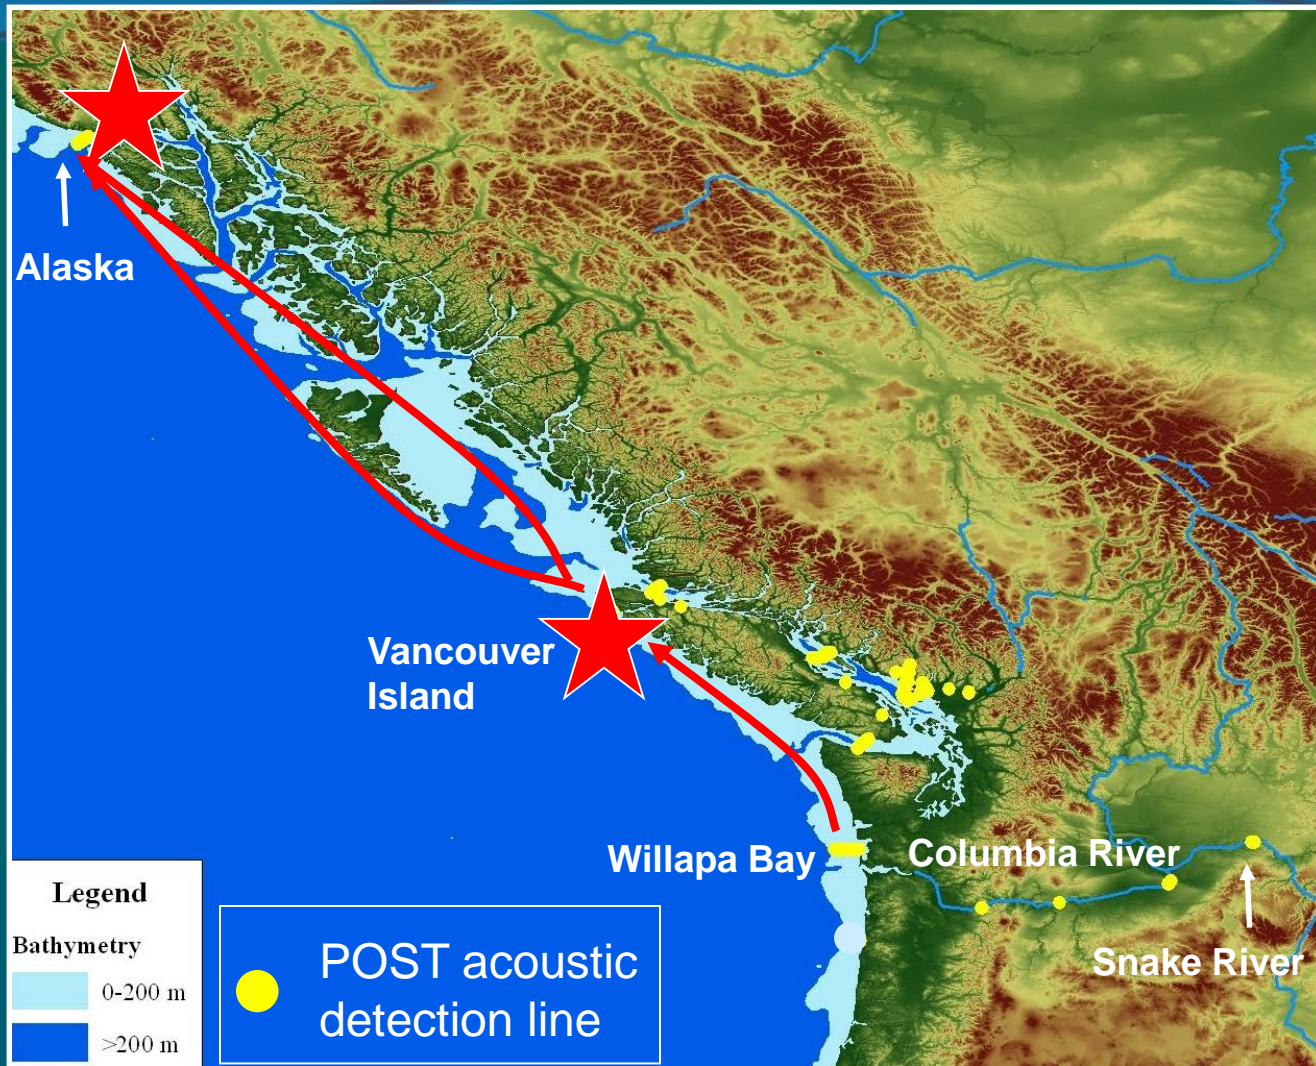 Alaska
Vancouver
Island
Willapa Bay
Columbia River
Snake River
Legend
Bathymetry
0-200 m
>200 m
POST acoustic
detection line